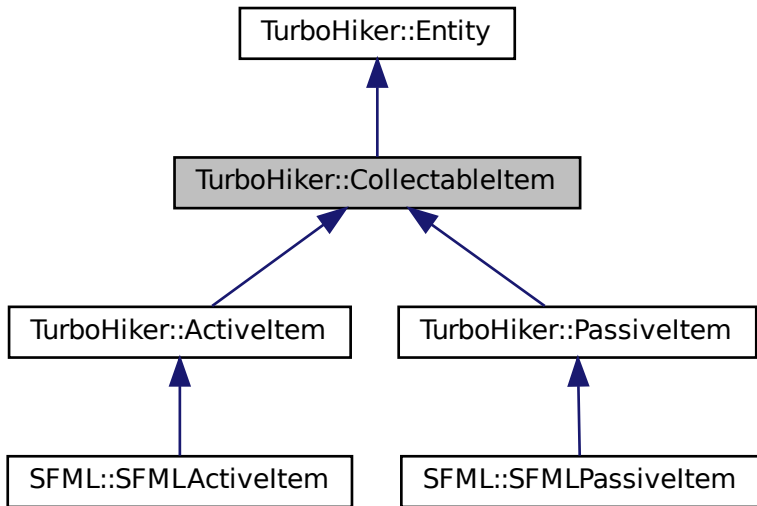 TurboHiker::Entity
TurboHiker::CollectableItem
TurboHiker::ActiveItem
TurboHiker::PassiveItem
SFML::SFMLActiveItem
SFML::SFMLPassiveItem